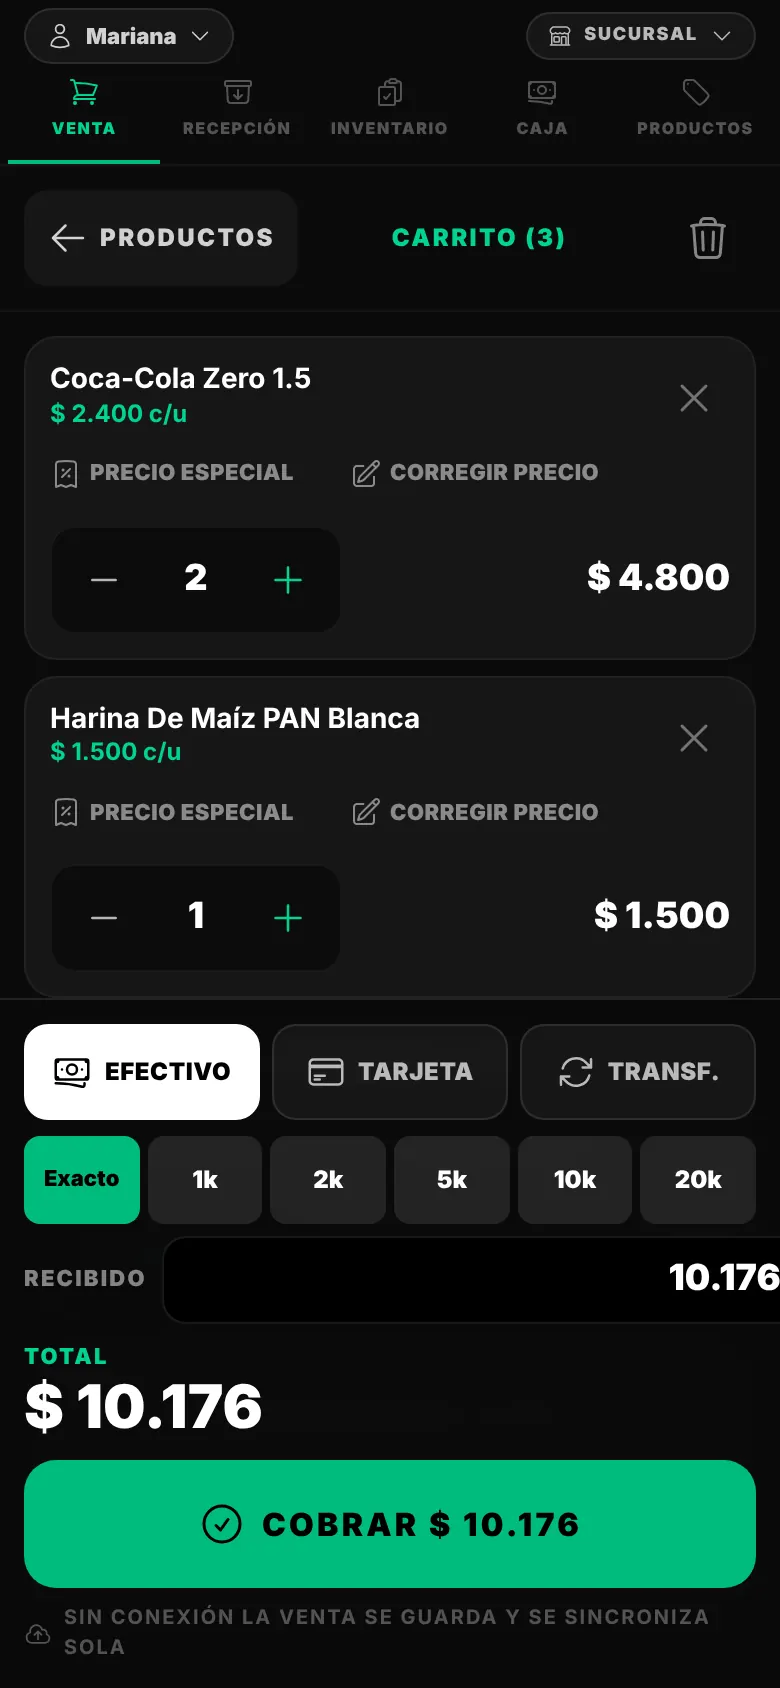 Mariana
SUCURSAL
VENTA
RECEPCIÓN
INVENTARIO
CAJA
PRODUCTOS
PRODUCTOS
CARRITO (3)
Coca-Cola Zero 1.5
$ 2.400 c/u
PRECIO ESPECIAL
CORREGIR PRECIO
2
$ 4.800
Harina De Maíz PAN Blanca
$ 1.500 c/u
PRECIO ESPECIAL
CORREGIR PRECIO
1
$ 1.500
EFECTIVO
TARJETA
TRANSF.
Exacto
1k
2k
5k
10k
20k
RECIBIDO
10.176
TOTAL
$ 10.176
COBRAR $ 10.176
SIN CONEXIÓN LA VENTA SE GUARDA Y SE SINCRONIZA
SOLA